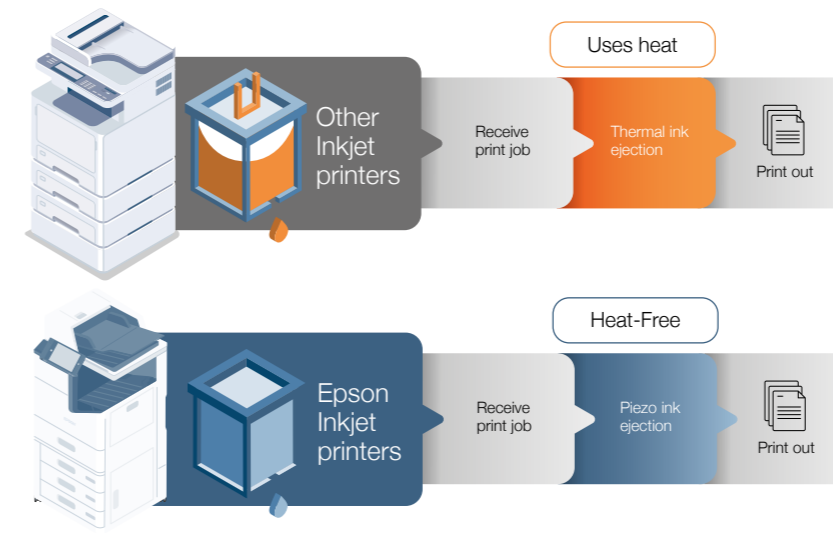 Uses heat
Other
Inkjet
printers
Receive
print job
Thermal ink
ejection
Print out
Heat-Free
Epson
Inkjet
printers
Receive
print job
Piezo ink
ejection
Print out